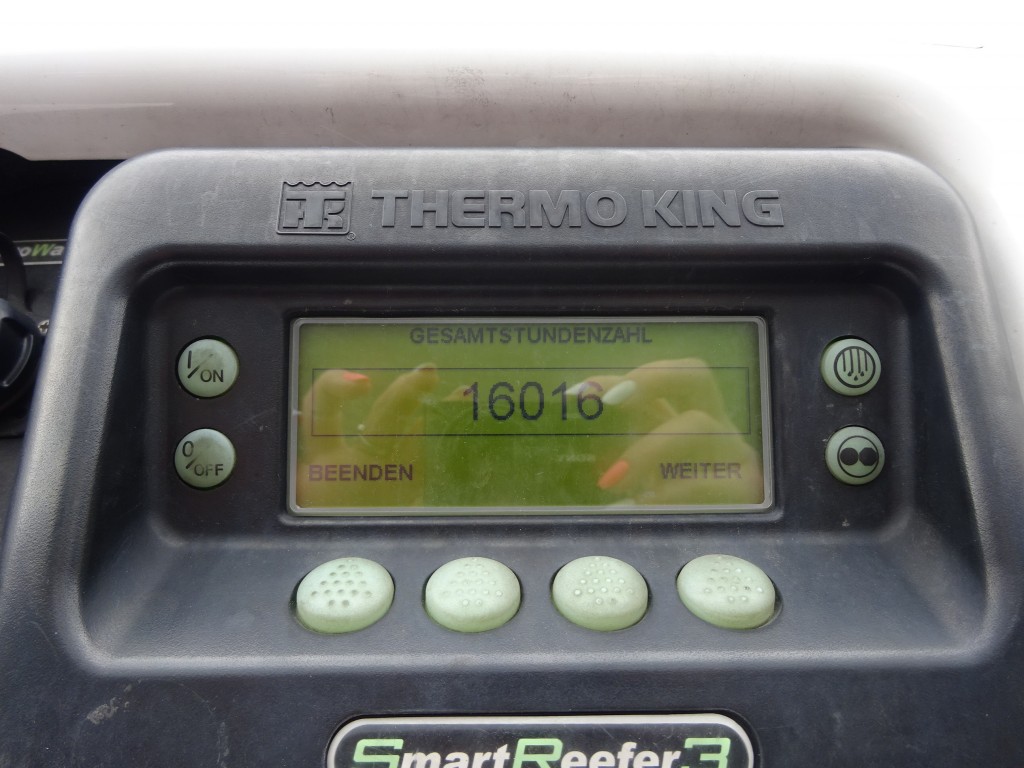 THERMO KING
I/ON
O/OFF
GESAMTSTUNDENZAHL
16016
BEENDEN
WEITER
SmartReefer3